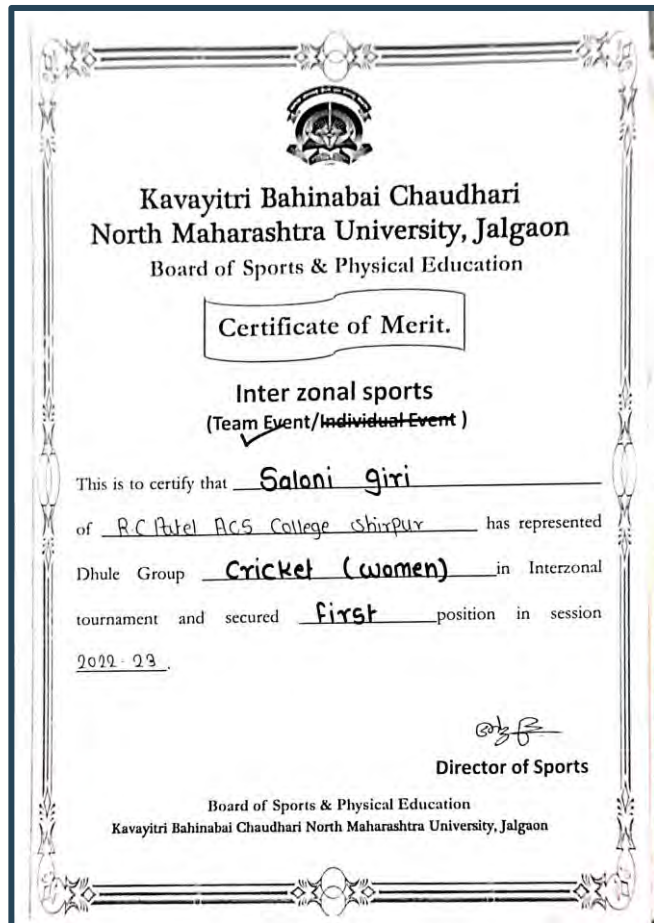 Kavayitri Bahinabai Chaudhari
North Maharashtra University, Jalgaon
Board of Sports & Physical Education
Certificate of Merit.
Inter zonal sports
(Team Event/Individual Event )
This is to certify that Saloni giri
of R.C Patel ACS College Shirpur has represented
Dhule Group Cricket (women) in Interzonal
tournament and secured first position in session
2022-23.
Director of Sports
Board of Sports & Physical Education
Kavayitri Bahinabai Chaudhari North Maharashtra University, Jalgaon